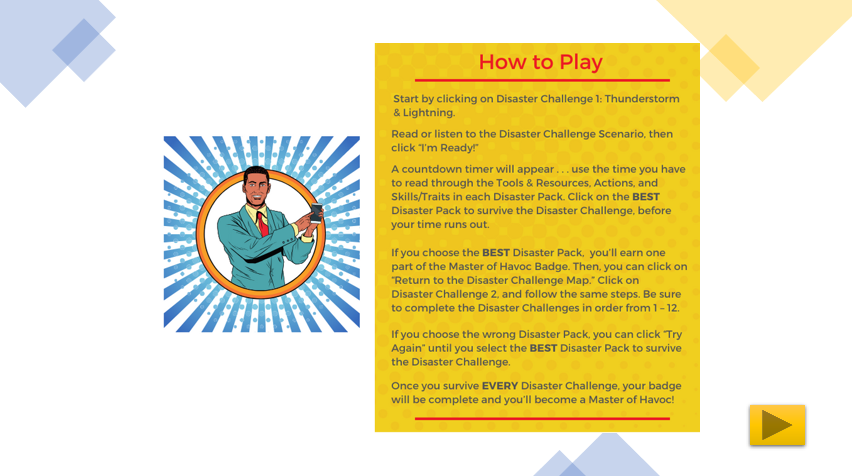 How to Play
Start by clicking on Disaster Challenge 1: Thunderstorm
& Lightning.
Read or listen to the Disaster Challenge Scenario, then
click "I'm Ready!"
A countdown timer will appear . . . use the time you have
to read through the Tools & Resources, Actions, and
Skills/Traits in each Disaster Pack. Click on the BEST
Disaster Pack to survive the Disaster Challenge, before
your time runs out.
If you choose the BEST Disaster Pack, you'll earn one
part of the Master of Havoc Badge. Then, you can click on
"Return to the Disaster Challenge Map." Click on
Disaster Challenge 2, and follow the same steps. Be sure
to complete the Disaster Challenges in order from 1 – 12.
If you choose the wrong Disaster Pack, you can click "Try
Again" until you select the BEST Disaster Pack to survive
the Disaster Challenge.
Once you survive EVERY Disaster Challenge, your badge
will be complete and you'll become a Master of Havoc!